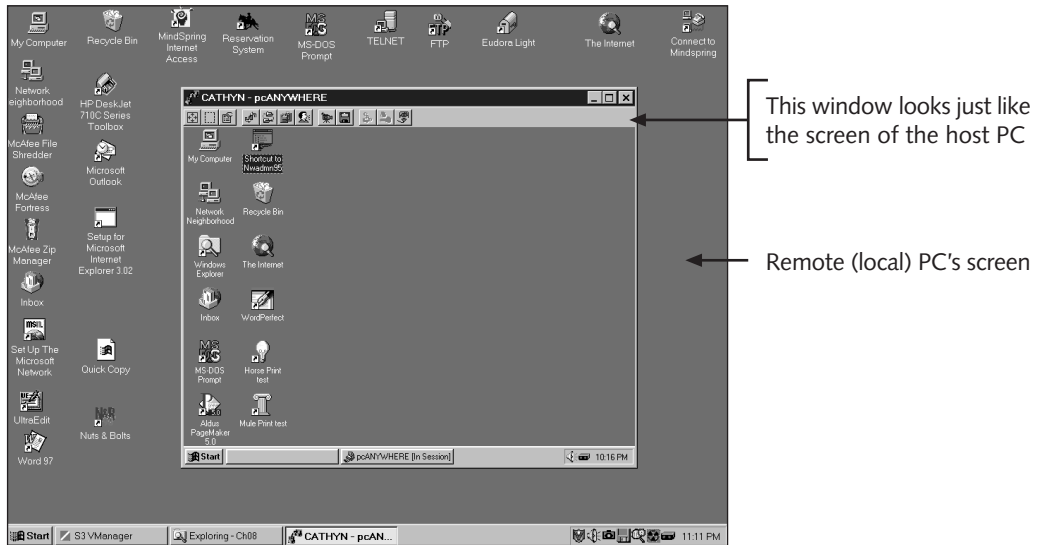 My Computer
Recycle Bin
MindSpring
Internet
Access
Reservation
System
MS-DOS
Prompt
TELNET
FTP
Eudora Light
The Internet
Connect to
Mindspring
Network
eighborhood
HP DeskJet
710C Series
Toolbox
McAfee File
Shredder
Microsoft
Outlook
McAfee
Fortress
McAfee Zip
Manager
Setup for
Microsoft
Internet
Explorer 3.02
Inbox
Set Up The
Microsoft
Network
Quick Copy
UltraEdit
Nuts & Bolts
Word 97
CATHYN - pcANYWHERE
My Computer
Shortcut to
Nwadmn95
Network
Neighborhood
Recycle Bin
Windows
Explorer
The Internet
Inbox
WordPerfect
MS-DOS
Prompt
Horse Print
test
Aldus
PageMaker
5.0
Mule Print test
Start
pcANYWHERE [In Session]
10:16 PM
Start
S3 VManager
Exploring - Ch08
CATHYN - pcAN...
11:11 PM
This window looks just like
the screen of the host PC
Remote (local) PC's screen